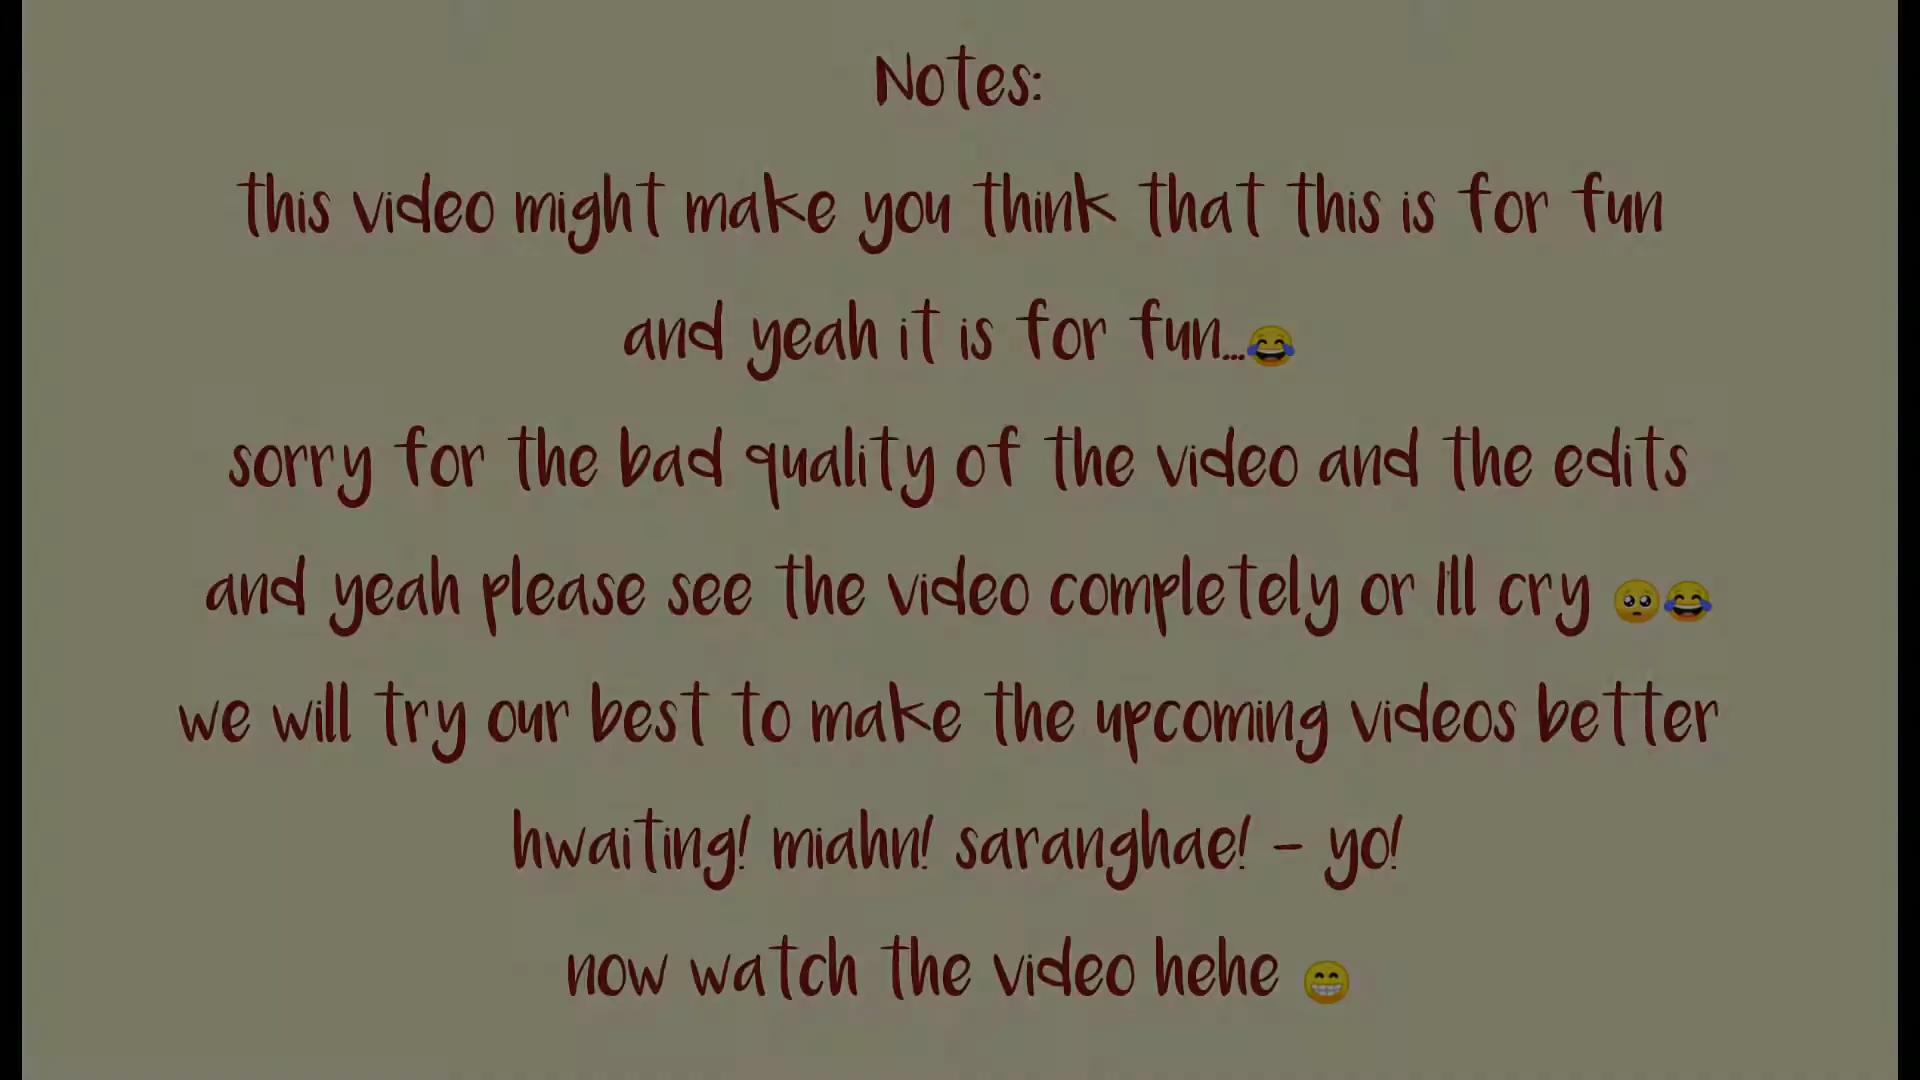 Notes:
this video might make you think that this is for fun
and yeah it is for fun...😂
sorry for the bad quality of the video and the edits
and yeah please see the video completely or I'll cry 🥺😂
we will try our best to make the upcoming videos better
hwaiting! miahn! saranghae! - yo!
now watch the video hehe 😁